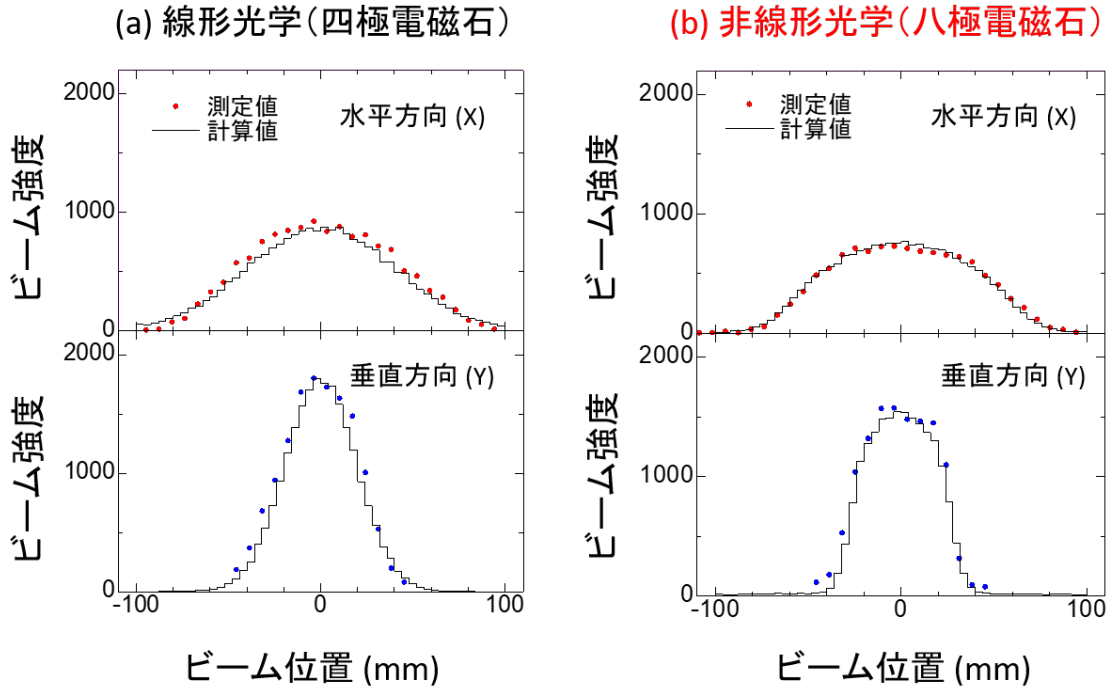 (a) 線形光学(四極電磁石)
2000
測定値
計算値
水平方向 (X)
ビーム強度
1000
0
2000
垂直方向 (Y)
ビーム強度
1000
0
-100
0
100
ビーム位置 (mm)
(b) 非線形光学(八極電磁石)
2000
測定値
計算値
水平方向 (X)
ビーム強度
1000
0
2000
垂直方向 (Y)
ビーム強度
1000
0
-100
0
100
ビーム位置 (mm)